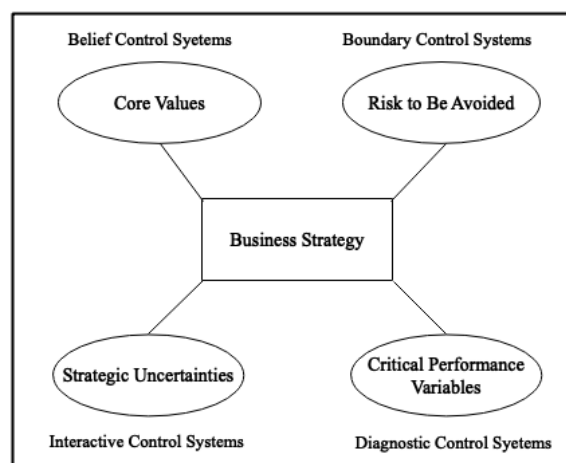 Belief Control Syetems
Boundary Control Systems
Core Values
Risk to Be Avoided
Business Strategy
Strategic Uncertainties
Critical Performance
Variables
Interactive Control Systems
Diagnostic Control Syetems